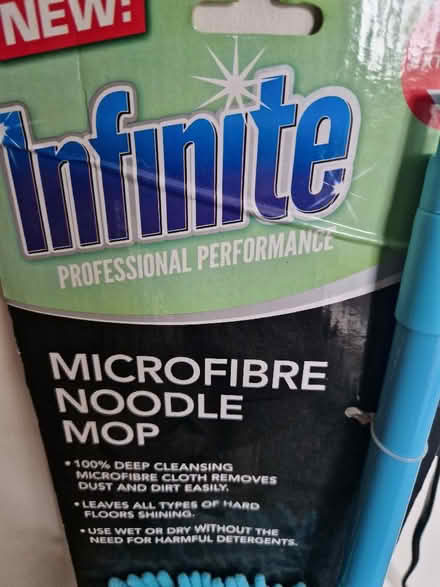 NEW!
Infinite
PROFESSIONAL PERFORMANCE
MICROFIBRE
NOODLE
MOP
• 100% DEEP CLEANSING
MICROFIBRE CLOTH REMOVES
DUST AND DIRT EASILY.
• LEAVES ALL TYPES OF HARD
FLOORS SHINING.
• USE WET OR DRY WITHOUT THE
NEED FOR HARMFUL DETERGENTS.